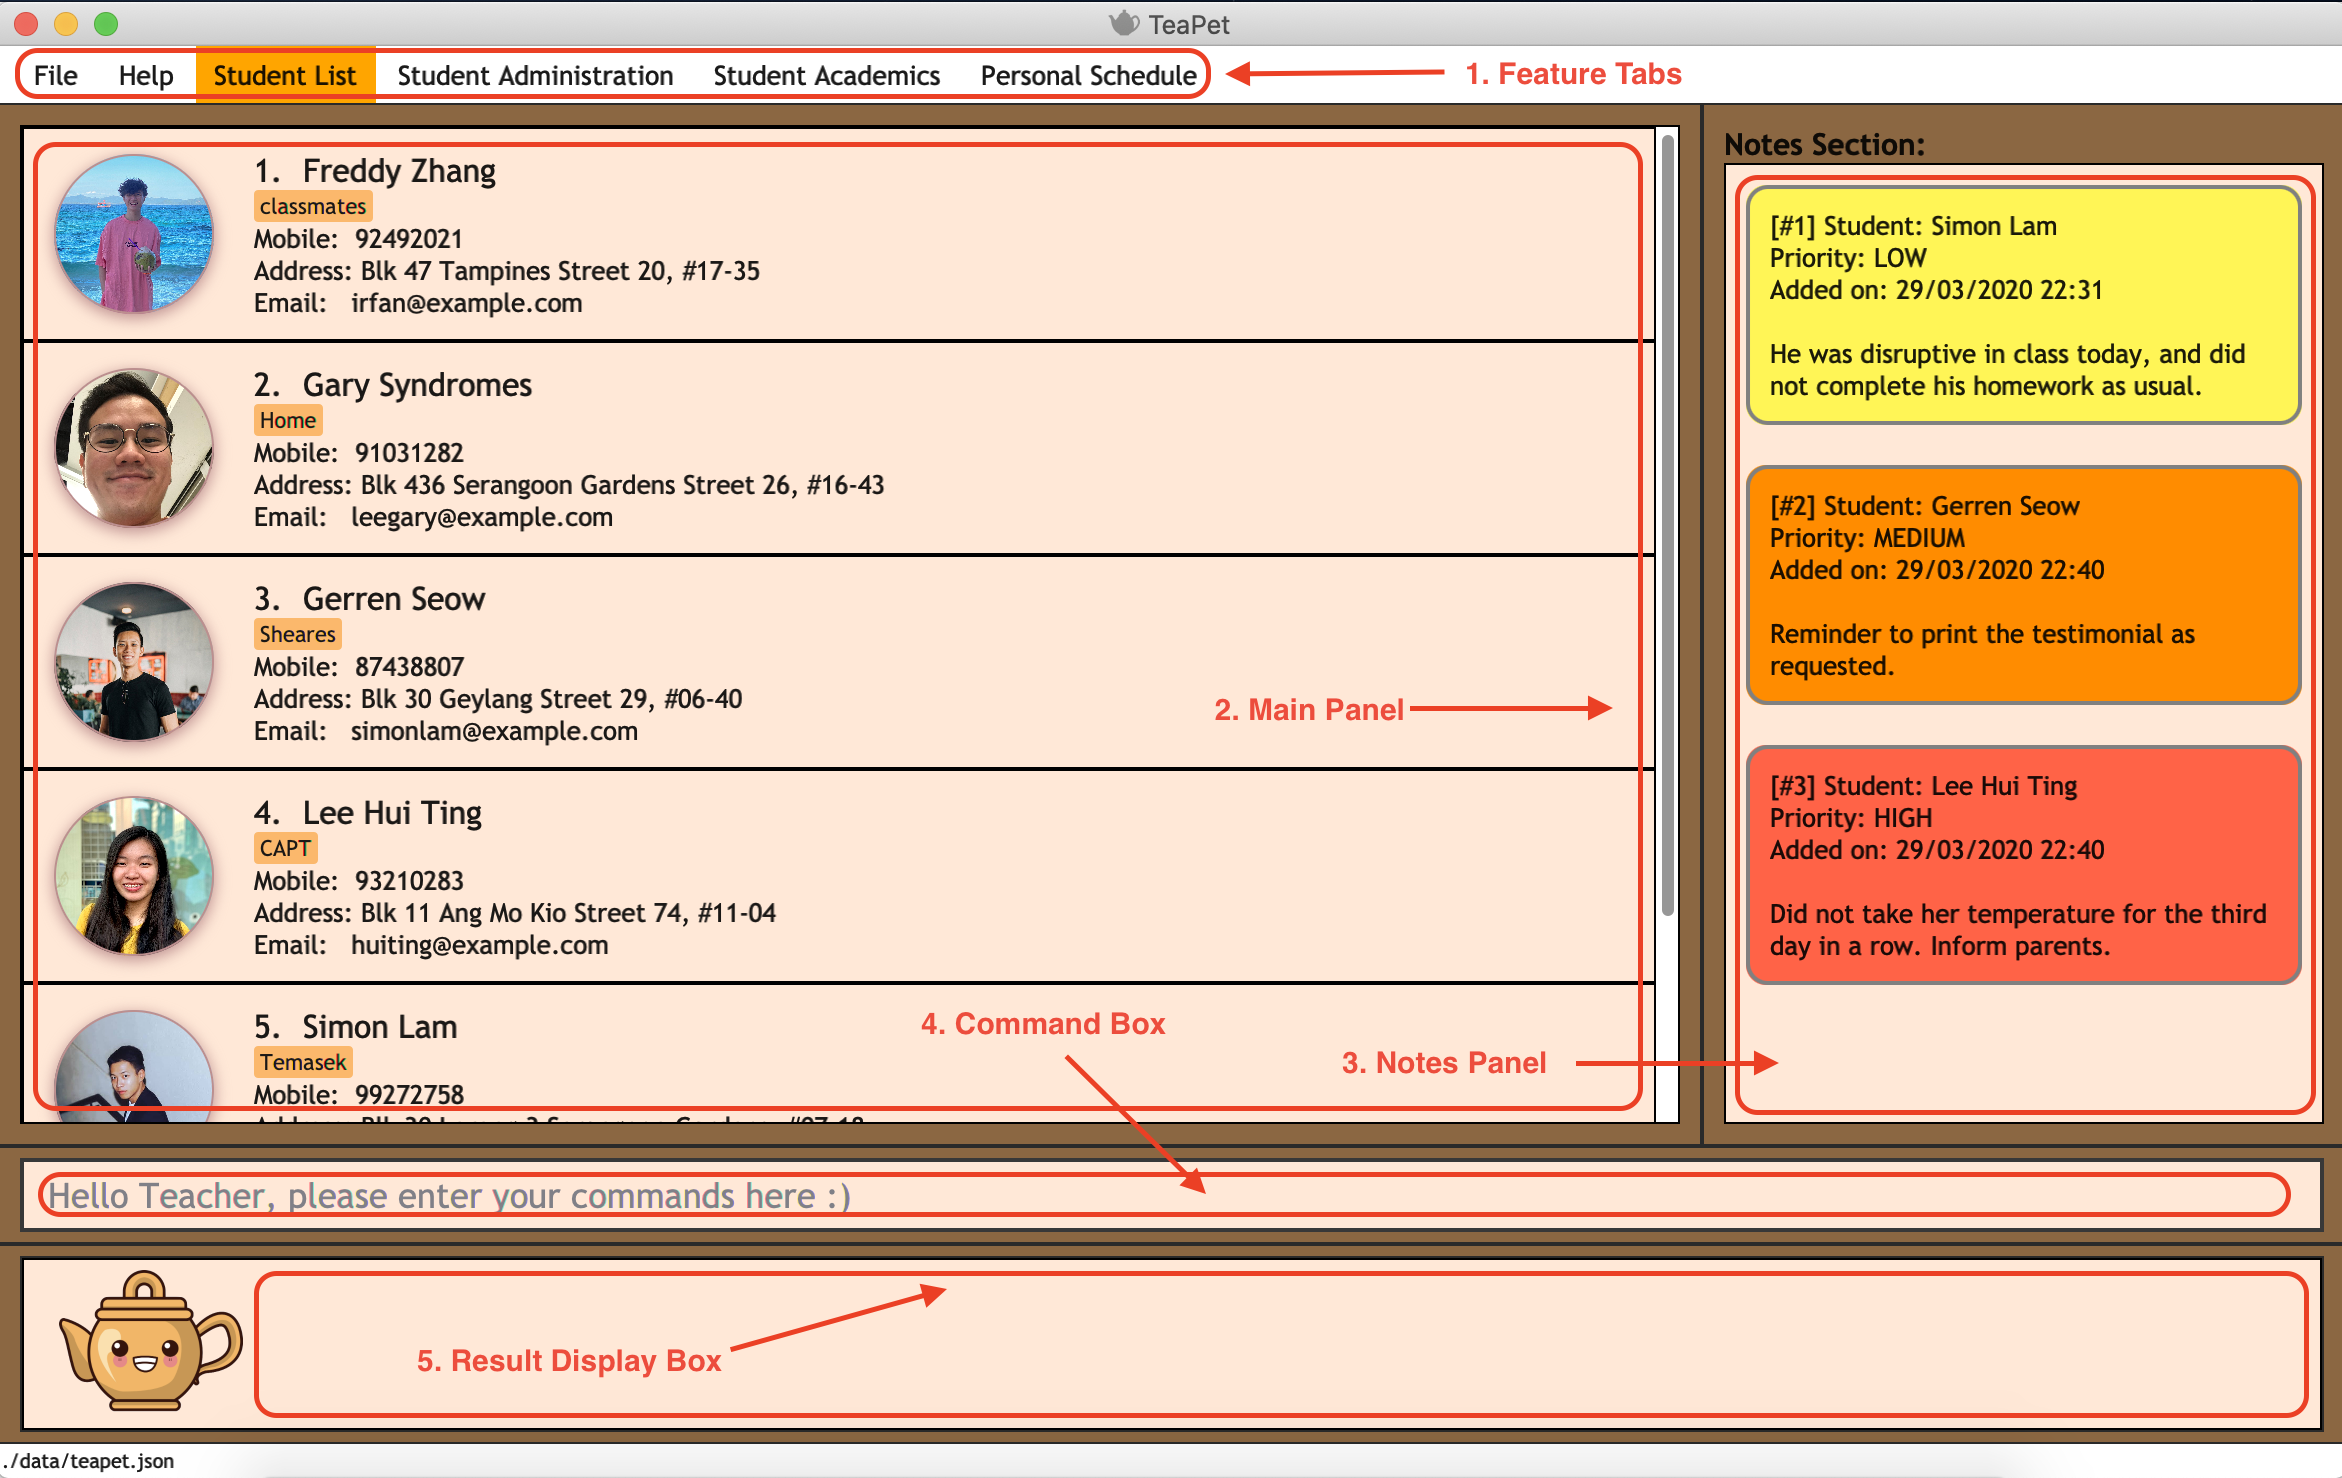 TeaPet
File Help Student List Student Administration Student Academics Personal Schedule
1. Feature Tabs
1. Freddy Zhang
classmates
Mobile: 92492021
Address: Blk 47 Tampines Street 20, #17-35
Email: irfan@example.com
2. Gary Syndromes
Home
Mobile: 91031282
Address: Blk 436 Serangoon Gardens Street 26, #16-43
Email: leegary@example.com
3. Gerren Seow
Sheares
Mobile: 87438807
Address: Blk 30 Geylang Street 29, #06-40
Email: simonlam@example.com
2. Main Panel
4. Lee Hui Ting
CAPT
Mobile: 93210283
Address: Blk 11 Ang Mo Kio Street 74, #11-04
Email: huiting@example.com
5. Simon Lam
Temasek
Mobile: 99272758
4. Command Box
3. Notes Panel
Notes Section:
[#1] Student: Simon Lam
Priority: LOW
Added on: 29/03/2020 22:31
He was disruptive in class today, and did
not complete his homework as usual.
[#2] Student: Gerren Seow
Priority: MEDIUM
Added on: 29/03/2020 22:40
Reminder to print the testimonial as
requested.
[#3] Student: Lee Hui Ting
Priority: HIGH
Added on: 29/03/2020 22:40
Did not take her temperature for the third
day in a row. Inform parents.
Hello Teacher, please enter your commands here :)
5. Result Display Box
./data/teapet.json